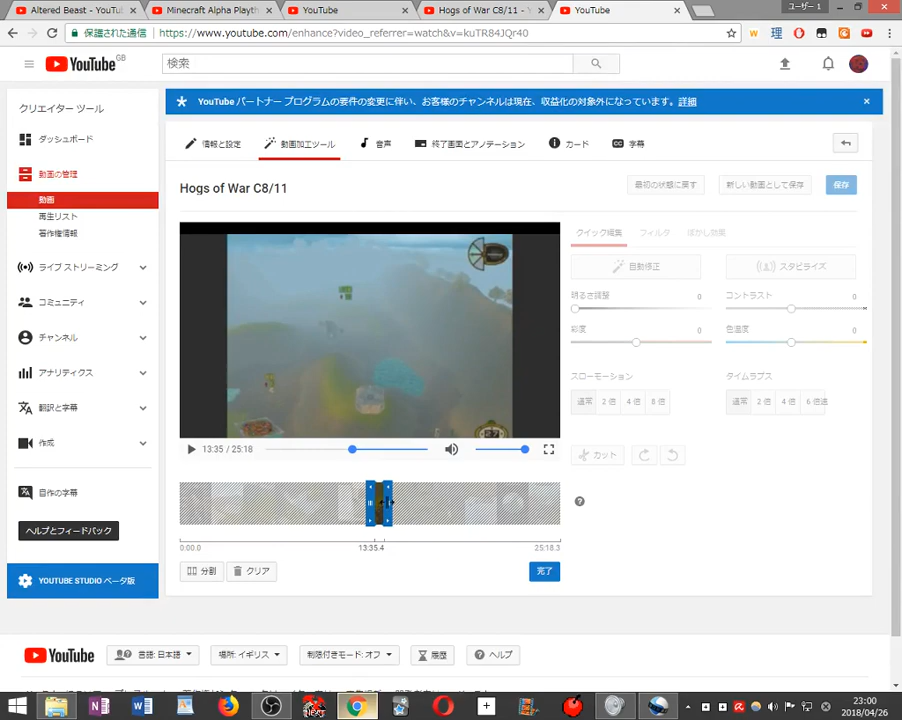 Altered Beast - YouTu
Minecraft Alpha Playth
YouTube
Hogs of War C8/11 - Y
YouTube
ユーザー 1
保護された通信
https://www.youtube.com/enhance?video_referrer=watch&v=kuTR84JQr40
YouTube GB
検索
クリエイター ツール
YouTube パートナー プログラムの要件の変更に伴い、お客様のチャンネルは現在、収益化の対象外になっています。詳細
ダッシュボード
情報と設定
動画加工ツール
音声
終了画面とアノテーション
カード
CC 字幕
動画の管理
Hogs of War C8/11
最初の状態に戻す
新しい動画として保存
保存
動画
再生リスト
著作権情報
クイック編集
フィルタ
ぼかし効果
ライブ ストリーミング
自動修正
スタビライズ
コミュニティ
明るさ調整
0
コントラスト
0
チャンネル
彩度
0
色温度
0
アナリティクス
スローモーション
タイムラプス
翻訳と字幕
通常 2 倍 4 倍 8 倍
通常 2 倍 4 倍 6 倍速
作成
13:35 / 25:18
カット
自作の字幕
ヘルプとフィードバック
0:00.0
13:35.4
25:18.3
分割
クリア
完了
YOUTUBE STUDIO ベータ版
YouTube
言語: 日本語
場所: イギリス
制限付きモード: オフ
履歴
ヘルプ
23:00
2018/04/26